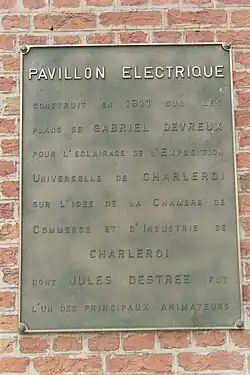 PAVILLON ELECTRIQUE
CONSTRUIT EN 1911 SUR LES
PLANS DE GABRIEL DEVREUX
POUR L'ECLAIRAGE DE L'EXPOSITION
UNIVERSELLE DE CHARLEROI
SUR L'IDEE DE LA CHAMBRE DE
COMMERCE ET D'INDUSTRIE DE
CHARLEROI
DONT JULES DESTREE FUT
L'UN DES PRINCIPAUX ANIMATEURS